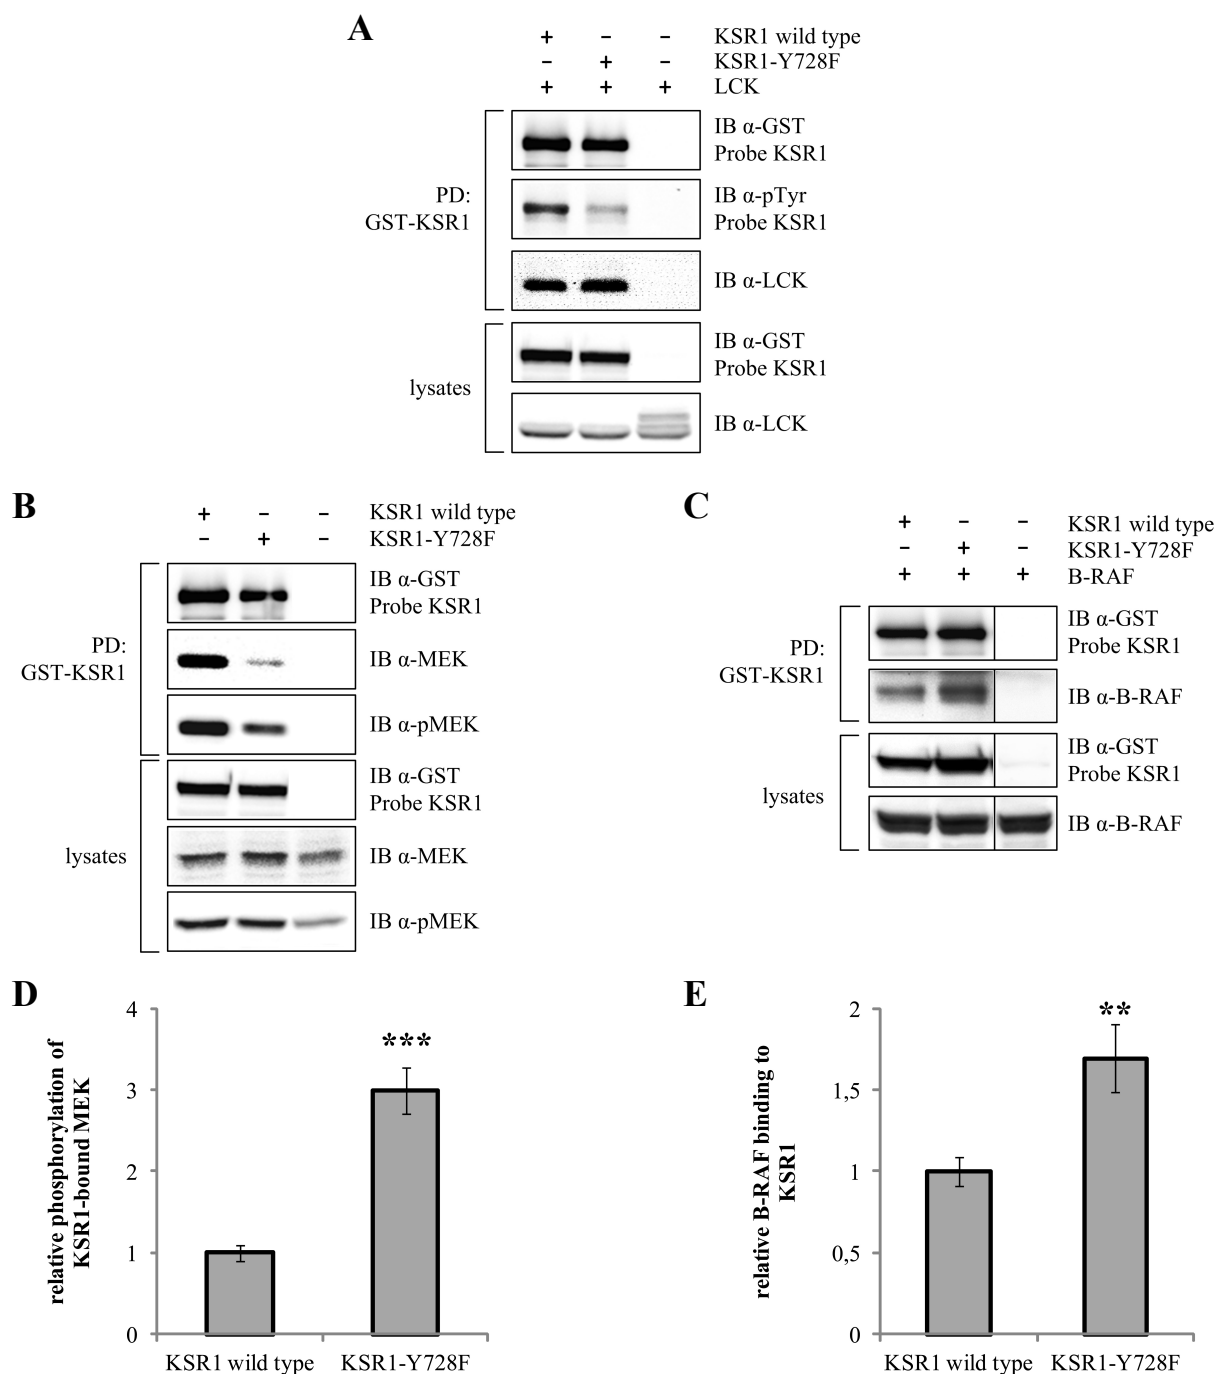 A
+ − − KSR1 wild type
− + − KSR1-Y728F
+ + + LCK
PD:
GST-KSR1
IB α-GST
Probe KSR1
IB α-pTyr
Probe KSR1
IB α-LCK
lysates
IB α-GST
Probe KSR1
IB α-LCK
B
+ − − KSR1 wild type
− + − KSR1-Y728F
PD:
GST-KSR1
IB α-GST
Probe KSR1
IB α-MEK
IB α-pMEK
lysates
IB α-GST
Probe KSR1
IB α-MEK
IB α-pMEK
C
+ − − KSR1 wild type
− + − KSR1-Y728F
+ + + B-RAF
PD:
GST-KSR1
IB α-GST
Probe KSR1
IB α-B-RAF
lysates
IB α-GST
Probe KSR1
IB α-B-RAF
D
relative phosphorylation of
KSR1-bound MEK
4
3
2
1
0
***
KSR1 wild type KSR1-Y728F
E
relative B-RAF binding to
KSR1
2
1,5
1
0,5
0
**
KSR1 wild type KSR1-Y728F